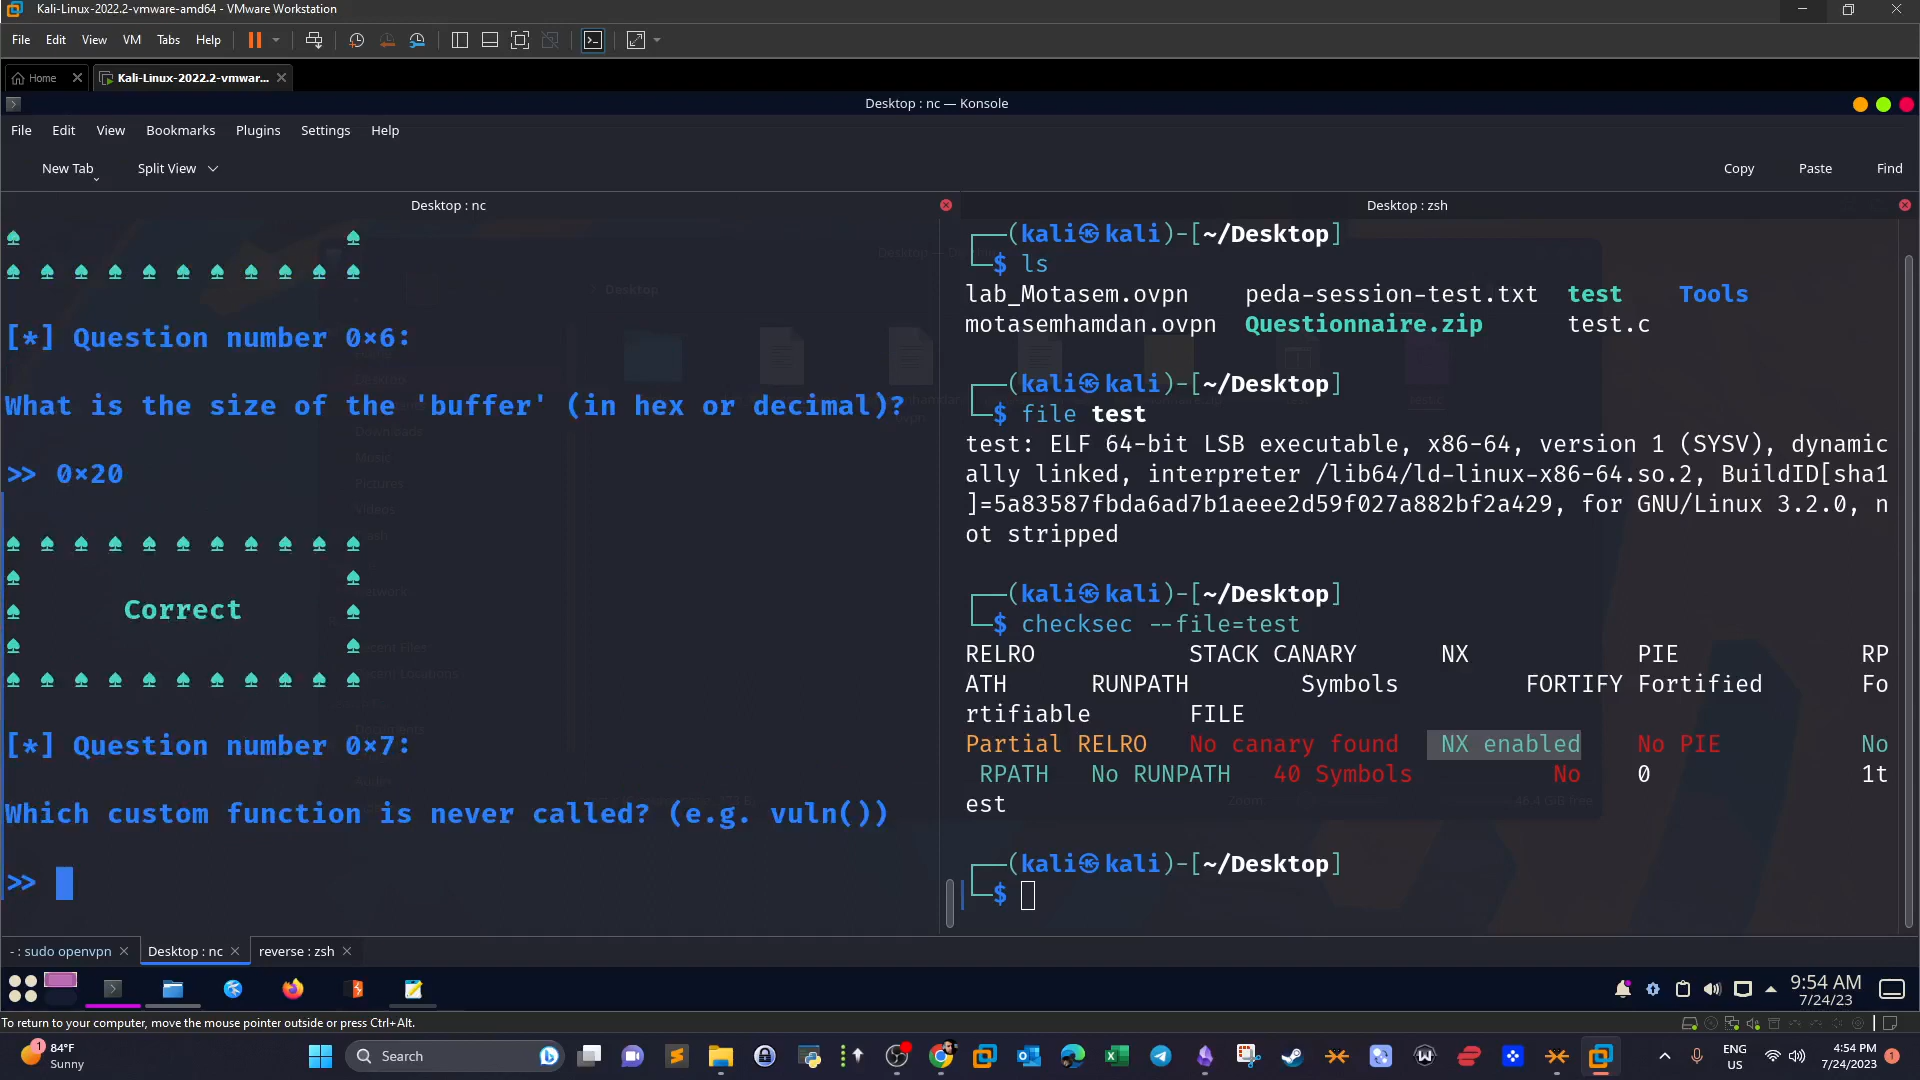 Kali-Linux-2022.2-vmware-amd64 - VMware Workstation
File Edit View VM Tabs Help
Home Kali-Linux-2022.2-vmwar...
Desktop : nc — Konsole
File Edit View Bookmarks Plugins Settings Help
New Tab Split View Copy Paste Find
Desktop : nc
♠ ♠
♠ ♠ ♠ ♠ ♠ ♠ ♠ ♠ ♠ ♠ ♠
[*] Question number 0×6:
What is the size of the 'buffer' (in hex or decimal)?
>> 0×20
♠ ♠ ♠ ♠ ♠ ♠ ♠ ♠ ♠ ♠ ♠
♠ ♠
♠ Correct ♠
♠ ♠
♠ ♠ ♠ ♠ ♠ ♠ ♠ ♠ ♠ ♠ ♠
[*] Question number 0×7:
Which custom function is never called? (e.g. vuln())
>>
Desktop : zsh
┌──(kali㉿kali)-[~/Desktop]
└─$ ls
lab_Motasem.ovpn peda-session-test.txt test Tools
motasemhamdan.ovpn Questionnaire.zip test.c
┌──(kali㉿kali)-[~/Desktop]
└─$ file test
test: ELF 64-bit LSB executable, x86-64, version 1 (SYSV), dynamic
ally linked, interpreter /lib64/ld-linux-x86-64.so.2, BuildID[sha1
]=5a83587fbda6ad7b1aeee2d59f027a882bf2a429, for GNU/Linux 3.2.0, n
ot stripped
┌──(kali㉿kali)-[~/Desktop]
└─$ checksec --file=test
RELRO STACK CANARY NX PIE RP
ATH RUNPATH Symbols FORTIFY Fortified Fo
rtifiable FILE
Partial RELRO No canary found NX enabled No PIE No
RPATH No RUNPATH 40 Symbols No 0 1t
est
┌──(kali㉿kali)-[~/Desktop]
└─$
- : sudo openvpn Desktop : nc reverse : zsh
9:54 AM
7/24/23
To return to your computer, move the mouse pointer outside or press Ctrl+Alt.
1
84°F
Sunny
Search
ENG
US
4:54 PM
7/24/2023
1